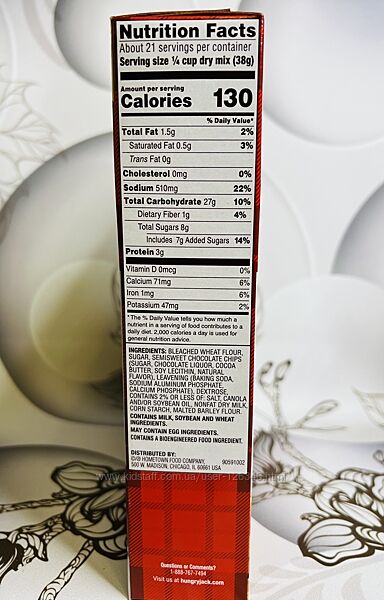 Nutrition Facts
About 21 servings per container
Serving size ¼ cup dry mix (38g)
Amount per serving
Calories 130
% Daily Value*
Total Fat 1.5g 2%
Saturated Fat 0.5g 3%
Trans Fat 0g
Cholesterol 0mg 0%
Sodium 510mg 22%
Total Carbohydrate 27g 10%
Dietary Fiber 1g 4%
Total Sugars 8g
Includes 7g Added Sugars 14%
Protein 3g
Vitamin D 0mcg 0%
Calcium 71mg 6%
Iron 1mg 6%
Potassium 47mg 2%
*The % Daily Value tells you how much a
nutrient in a serving of food contributes to a
daily diet. 2,000 calories a day is used for
general nutrition advice.
INGREDIENTS: BLEACHED WHEAT FLOUR,
SUGAR, SEMISWEET CHOCOLATE CHIPS
(SUGAR, CHOCOLATE LIQUOR, COCOA
BUTTER, SOY LECITHIN, NATURAL
FLAVOR), LEAVENING (BAKING SODA,
SODIUM ALUMINUM PHOSPHATE,
CALCIUM PHOSPHATE), DEXTROSE,
CONTAINS 2% OR LESS OF: SALT, CANOLA
AND/OR SOYBEAN OIL, NONFAT DRY MILK,
CORN STARCH, MALTED BARLEY FLOUR.
CONTAINS MILK, SOYBEAN AND WHEAT
INGREDIENTS.
MAY CONTAIN EGG INGREDIENTS.
CONTAINS A BIOENGINEERED FOOD INGREDIENT.
DISTRIBUTED BY:
©/® HOMETOWN FOOD COMPANY, 90591002
500 W. MADISON, CHICAGO, IL 60661 USA
Questions or Comments?
1-888-767-7494
Visit us at hungryjack.com